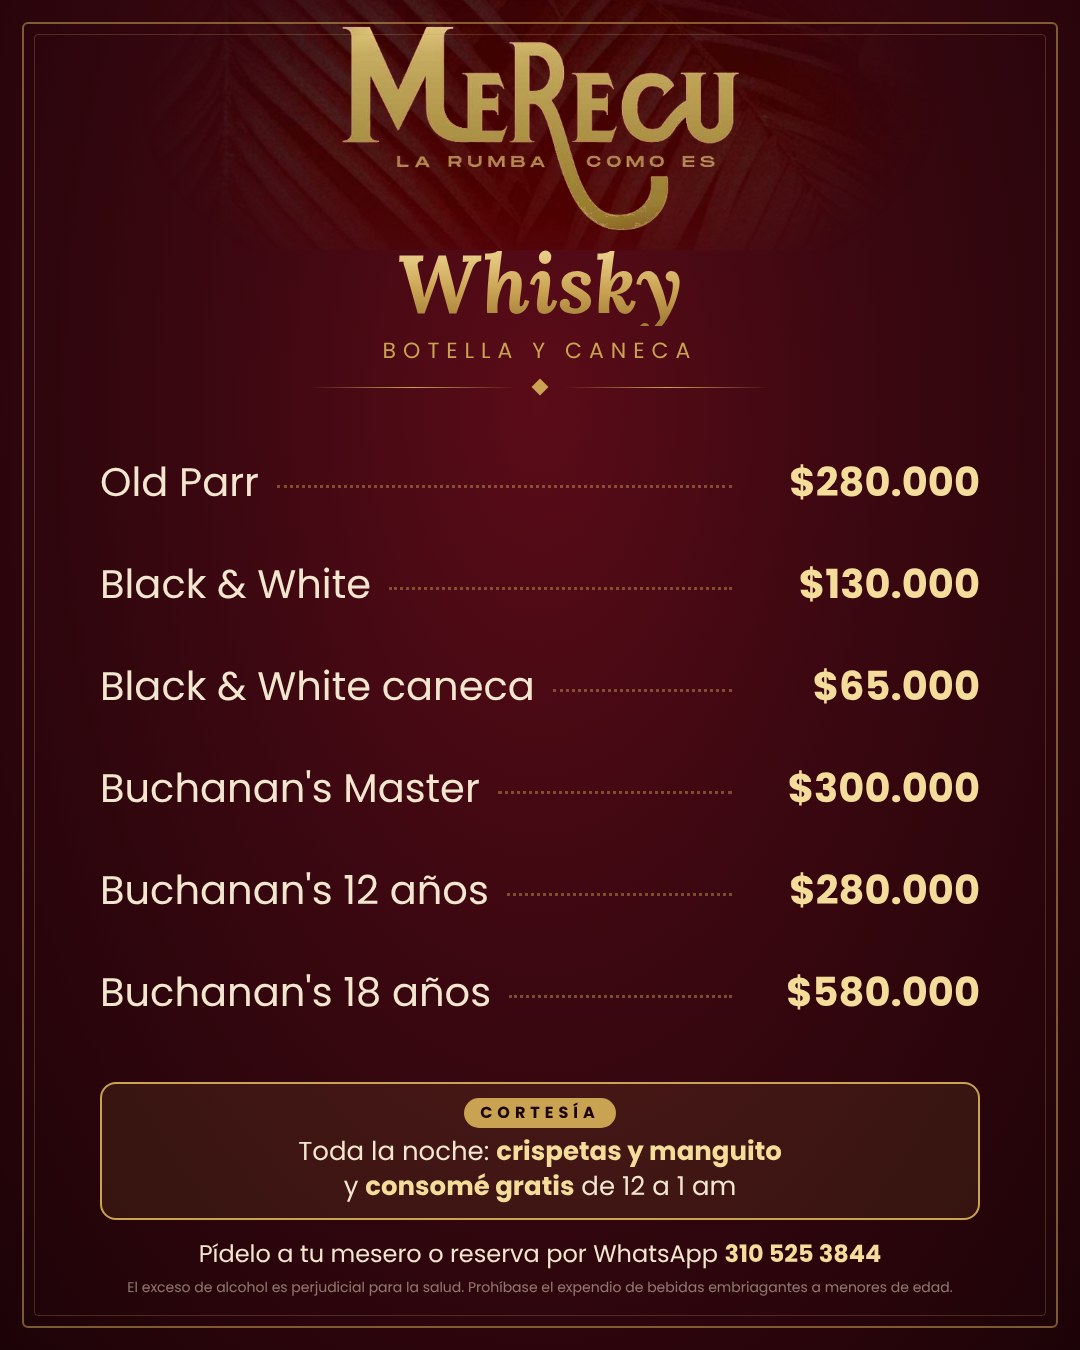 MERECU
LA RUMBA COMO ES
Whisky
BOTELLA Y CANECA
Old Parr $280.000
Black & White $130.000
Black & White caneca $65.000
Buchanan's Master $300.000
Buchanan's 12 años $280.000
Buchanan's 18 años $580.000
CORTESÍA
Toda la noche: crispetas y manguito
y consomé gratis de 12 a 1 am
Pídelo a tu mesero o reserva por WhatsApp 310 525 3844
El exceso de alcohol es perjudicial para la salud. Prohíbase el expendio de bebidas embriagantes a menores de edad.